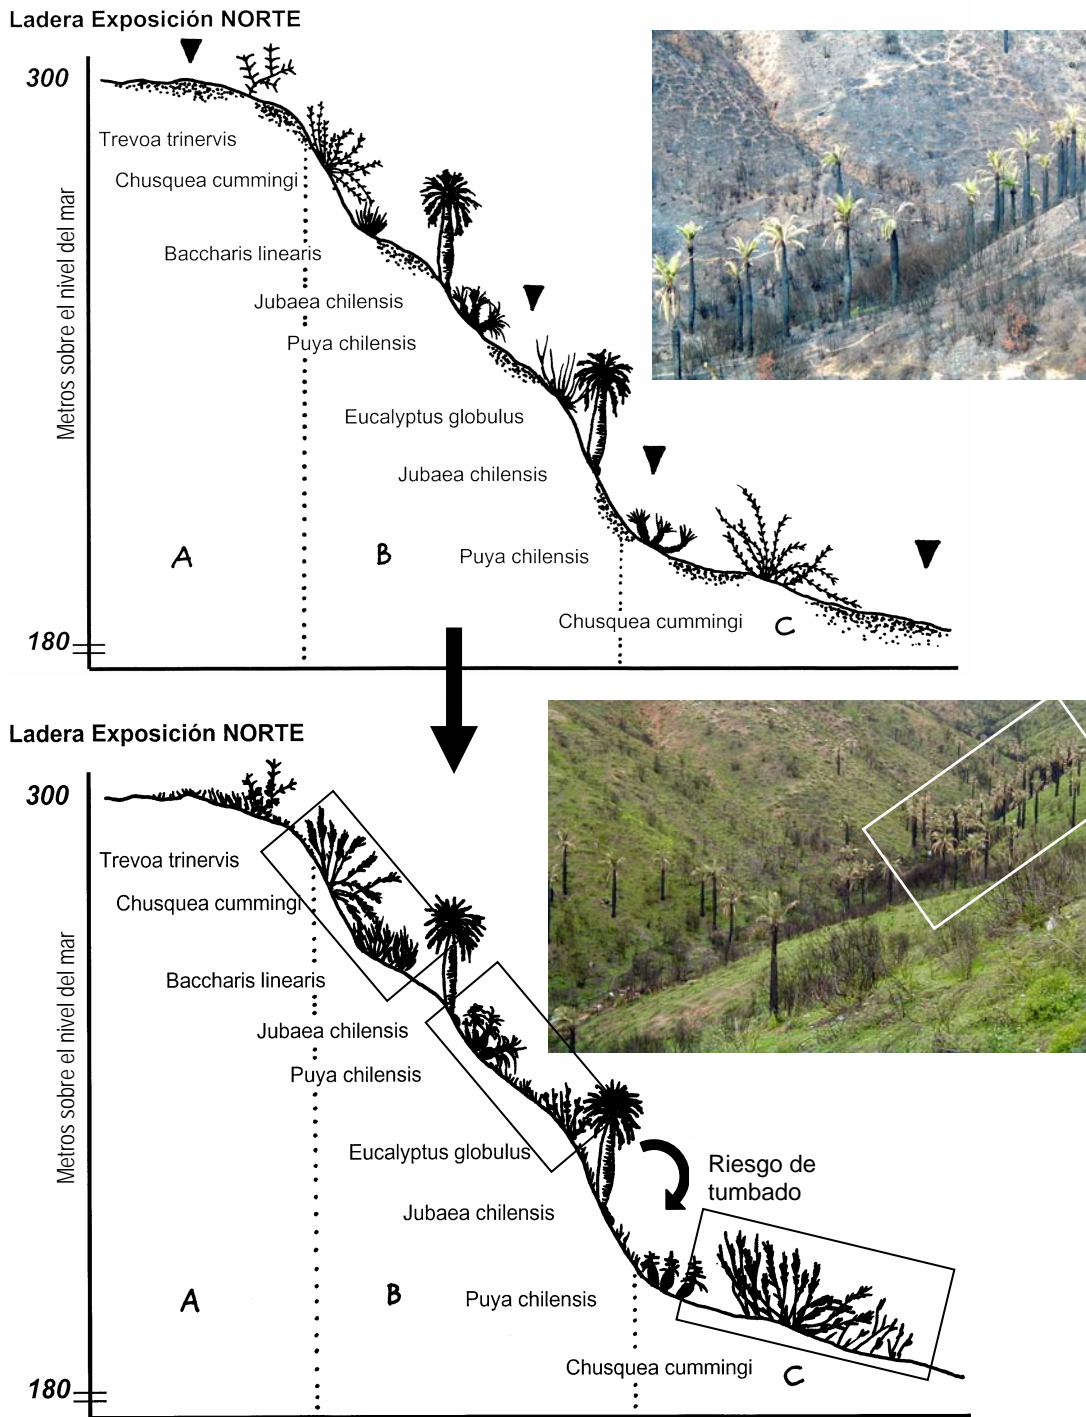 Ladera Exposición NORTE
300
Trevoa trinervis
Chusquea cummingi
Baccharis linearis
Jubaea chilensis
Puya chilensis
Eucalyptus globulus
Jubaea chilensis
Puya chilensis
Chusquea cummingi
A
B
C
180
Metros sobre el nivel del mar
Ladera Exposición NORTE
300
Trevoa trinervis
Chusquea cummingi
Baccharis linearis
Jubaea chilensis
Puya chilensis
Eucalyptus globulus
Riesgo de
tumbado
Jubaea chilensis
Puya chilensis
Chusquea cummingi
A
B
C
180
Metros sobre el nivel del mar